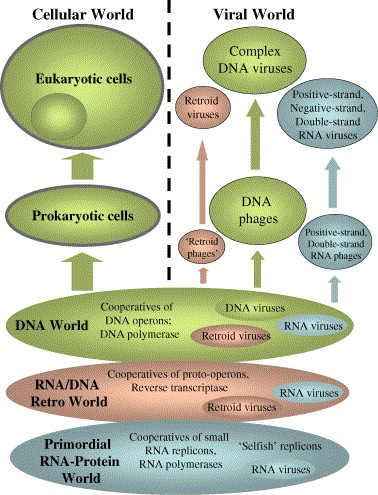 Cellular World
Viral World
Eukaryotic cells
Complex
DNA viruses
Retroid
viruses
Positive-strand,
Negative-strand,
Double-strand
RNA viruses
Prokaryotic cells
DNA
phages
'Retroid
phages'
Positive-strand,
Double-strand
RNA phages
DNA World
Cooperatives of
DNA operons;
DNA polymerase
DNA viruses
Retroid viruses
RNA viruses
RNA/DNA
Retro World
Cooperatives of proto-operons,
Reverse transcriptase
RNA viruses
Retroid viruses
Primordial
RNA-Protein
World
Cooperatives of small
RNA replicons,
RNA polymerases
'Selfish' replicons
RNA viruses